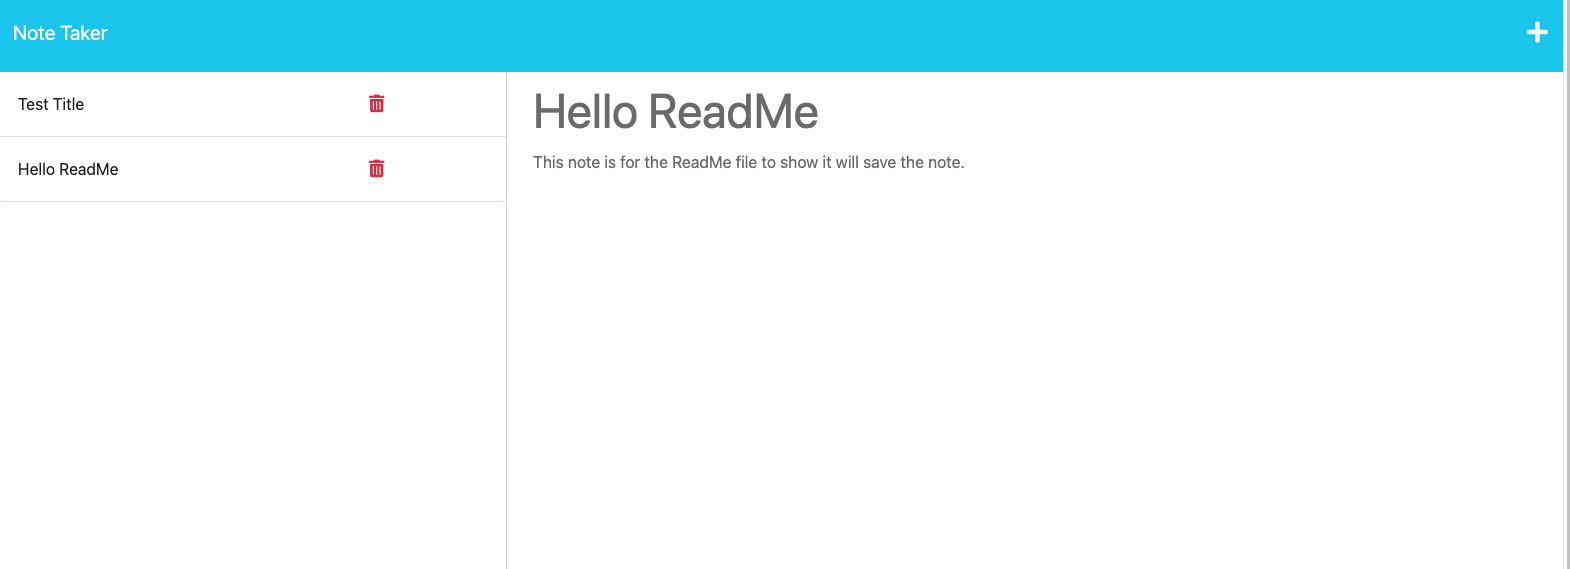 Note Taker
Test Title
Hello ReadMe
Hello ReadMe
This note is for the ReadMe file to show it will save the note.